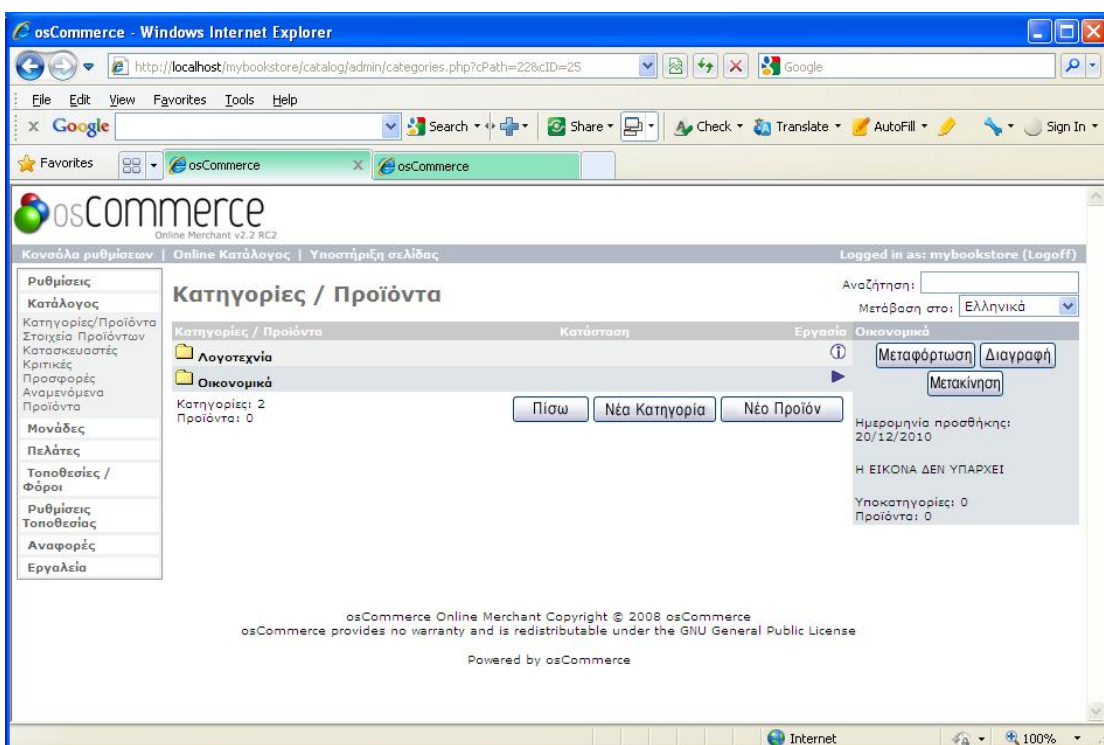 osCommerce - Windows Internet Explorer
http://localhost/mybookstore/catalog/admin/categories.php?cPath=22&cID=25
Google
File Edit View Favorites Tools Help
x Google Search Share Check Translate AutoFill Sign In
Favorites osCommerce osCommerce
osCommerce
Online Merchant v2.2 RC2
Κονσόλα ρυθμίσεων | Online Κατάλογος | Υποστήριξη σελίδας Logged in as: mybookstore (Logoff)
Ρυθμίσεις
Κατάλογος
Κατηγορίες/Προϊόντα
Στοιχεία Προϊόντων
Κατασκευαστές
Κριτικές
Προσφορές
Αναμενόμενα
Προϊόντα
Μονάδες
Πελάτες
Τοποθεσίες /
Φόροι
Ρυθμίσεις
Τοποθεσίας
Αναφορές
Εργαλεία
Κατηγορίες / Προϊόντα
Αναζήτηση:
Μετάβαση στο: Ελληνικά
Κατηγορίες / Προϊόντα Κατάσταση Εργασία
Λογοτεχνία
Οικονομικά
Κατηγορίες: 2
Προϊόντα: 0
Πίσω Νέα Κατηγορία Νέο Προϊόν
Οικονομικά
Μεταφόρτωση Διαγραφή
Μετακίνηση
Ημερομηνία προσθήκης:
20/12/2010
Η ΕΙΚΟΝΑ ΔΕΝ ΥΠΑΡΧΕΙ
Υποκατηγορίες: 0
Προϊόντα: 0
osCommerce Online Merchant Copyright © 2008 osCommerce
osCommerce provides no warranty and is redistributable under the GNU General Public License
Powered by osCommerce
Internet 100%